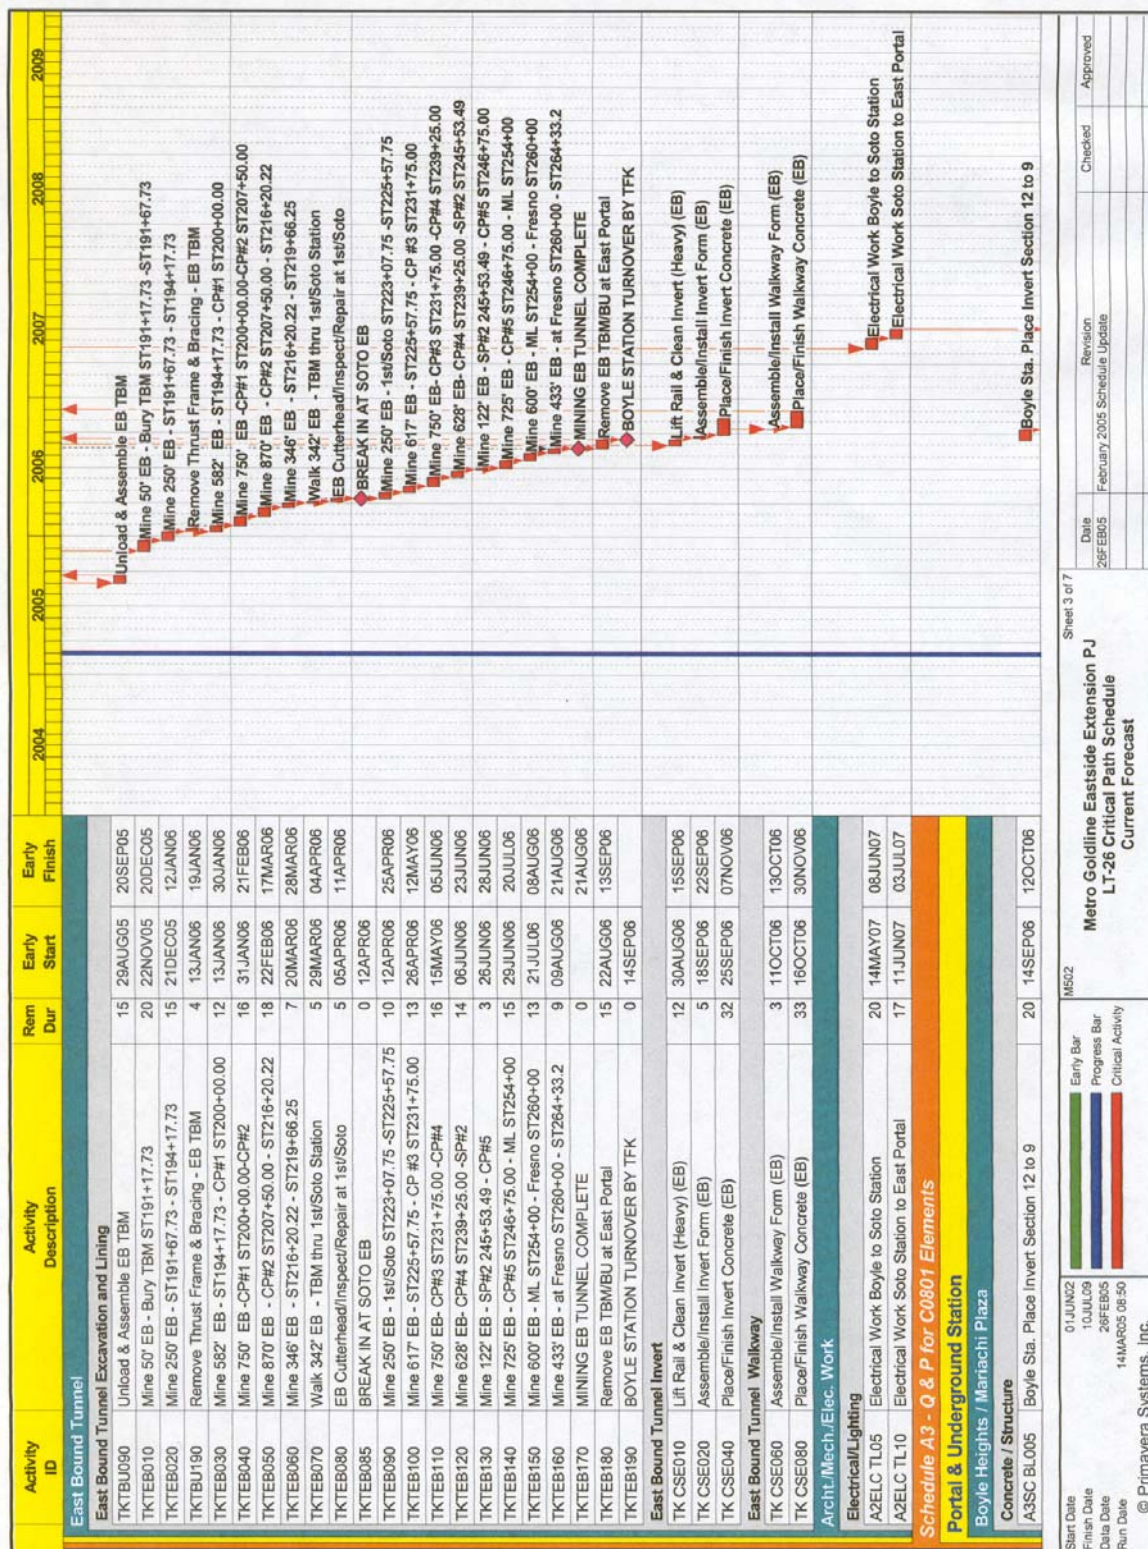 Activity ID Activity Description Rem Dur Early Start Early Finish 2004 2005 2006 2007 2008 2009
East Bound Tunnel
East Bound Tunnel Excavation and Lining
TKTBU090 Unload & Assemble EB TBM 15 29AUG05 20SEP05 Unload & Assemble EB TBM
TKTEB010 Mine 50' EB - Bury TBM ST191+17.73 20 22NOV05 20DEC05 Mine 50' EB - Bury TBM ST191+17.73 -ST191+67.73
TKTEB020 Mine 250' EB - ST191+67.73 - ST194+17.73 15 21DEC05 12JAN06 Mine 250' EB - ST191+67.73 - ST194+17.73
TKTBU190 Remove Thrust Frame & Bracing - EB TBM 4 13JAN06 19JAN06 Remove Thrust Frame & Bracing - EB TBM
TKTEB030 Mine 582' EB - ST194+17.73 - CP#1 ST200+00.00 12 13JAN06 30JAN06 Mine 582' EB - ST194+17.73 - CP#1 ST200+00.00
TKTEB040 Mine 750' EB -CP#1 ST200+00.00-CP#2 16 31JAN06 21FEB06 Mine 750' EB -CP#1 ST200+00.00-CP#2 ST207+50.00
TKTEB050 Mine 870' EB - CP#2 ST207+50.00 - ST216+20.22 18 22FEB06 17MAR06 Mine 870' EB - CP#2 ST207+50.00 - ST216+20.22
TKTEB060 Mine 346' EB - ST216+20.22 - ST219+66.25 7 20MAR06 28MAR06 Mine 346' EB - ST216+20.22 - ST219+66.25
TKTEB070 Walk 342' EB - TBM thru 1st/Soto Station 5 29MAR06 04APR06 Walk 342' EB - TBM thru 1st/Soto Station
TKTEB080 EB Cutterhead/Inspect/Repair at 1st/Soto 5 05APR06 11APR06 EB Cutterhead/Inspect/Repair at 1st/Soto
TKTEB085 BREAK IN AT SOTO EB 0 12APR06 BREAK IN AT SOTO EB
TKTEB090 Mine 250' EB - 1st/Soto ST223+07.75 -ST225+57.75 10 12APR06 25APR06 Mine 250' EB - 1st/Soto ST223+07.75 -ST225+57.75
TKTEB100 Mine 617' EB - ST225+57.75 - CP #3 ST231+75.00 13 26APR06 12MAY06 Mine 617' EB - ST225+57.75 - CP #3 ST231+75.00
TKTEB110 Mine 750' EB- CP#3 ST231+75.00 -CP#4 16 15MAY06 05JUN06 Mine 750' EB- CP#3 ST231+75.00 -CP#4 ST239+25.00
TKTEB120 Mine 628' EB- CP#4 ST239+25.00 -SP#2 14 06JUN06 23JUN06 Mine 628' EB- CP#4 ST239+25.00 -SP#2 ST245+53.49
TKTEB130 Mine 122' EB - SP#2 245+53.49 - CP#5 3 26JUN06 28JUN06 Mine 122' EB - SP#2 245+53.49 - CP#5 ST246+75.00
TKTEB140 Mine 725' EB - CP#5 ST246+75.00 - ML ST254+00 15 29JUN06 20JUL06 Mine 725' EB - CP#5 ST246+75.00 - ML ST254+00
TKTEB150 Mine 600' EB - ML ST254+00 - Fresno ST260+00 13 21JUL06 08AUG06 Mine 600' EB - ML ST254+00 - Fresno ST260+00
TKTEB160 Mine 433' EB - at Fresno ST260+00 - ST264+33.2 9 09AUG06 21AUG06 Mine 433' EB - at Fresno ST260+00 - ST264+33.2
TKTEB170 MINING EB TUNNEL COMPLETE 0 21AUG06 MINING EB TUNNEL COMPLETE
TKTEB180 Remove EB TBM/BU at East Portal 15 22AUG06 13SEP06 Remove EB TBM/BU at East Portal
TKTEB190 BOYLE STATION TURNOVER BY TFK 0 14SEP06 BOYLE STATION TURNOVER BY TFK
East Bound Tunnel Invert
TK CSE010 Lift Rail & Clean Invert (Heavy) (EB) 12 30AUG06 15SEP06 Lift Rail & Clean Invert (Heavy) (EB)
TK CSE020 Assemble/Install Invert Form (EB) 5 18SEP06 22SEP06 Assemble/Install Invert Form (EB)
TK CSE040 Place/Finish Invert Concrete (EB) 32 25SEP06 07NOV06 Place/Finish Invert Concrete (EB)
East Bound Tunnel Walkway
TK CSE060 Assemble/Install Walkway Form (EB) 3 11OCT06 13OCT06 Assemble/Install Walkway Form (EB)
TK CSE080 Place/Finish Walkway Concrete (EB) 33 16OCT06 30NOV06 Place/Finish Walkway Concrete (EB)
Archt./Mech./Elec. Work
Electrical/Lighting
A2ELC TL05 Electrical Work Boyle to Soto Station 20 14MAY07 08JUN07 Electrical Work Boyle to Soto Station
A2ELC TL10 Electrical Work Soto Station to East Portal 17 11JUN07 03JUL07 Electrical Work Soto Station to East Portal
Schedule A3 - Q & P for C0801 Elements
Portal & Underground Station
Boyle Heights / Mariachi Plaza
Concrete / Structure
A3SC BL005 Boyle Sta. Place Invert Section 12 to 9 20 14SEP06 12OCT06 Boyle Sta. Place Invert Section 12 to 9
Start Date 01JUN02
Finish Date 10JUL09
Data Date 26FEB05
Run Date 14MAR05 08:50
© Primavera Systems, Inc.
Early Bar
Progress Bar
Critical Activity
M502
Sheet 3 of 7
Metro Goldline Eastside Extension PJ
LT-26 Critical Path Schedule
Current Forecast
Date Revision Checked Approved
26FEB05 February 2005 Schedule Update